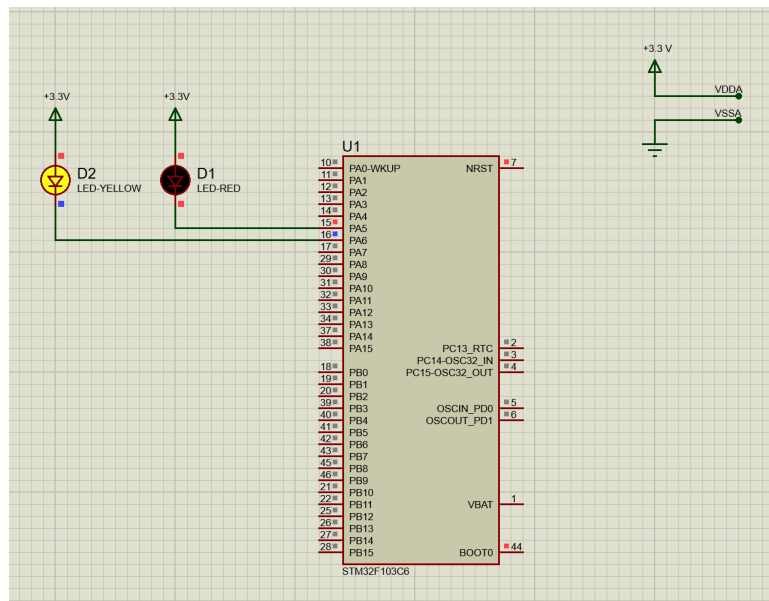 +3.3 V
VDDA
VSSA
+3.3V
+3.3V
D2
LED-YELLOW
D1
LED-RED
U1
10 PA0-WKUP NRST 7
11 PA1
12 PA2
13 PA3
14 PA4
15 PA5
16 PA6
17 PA7
29 PA8
30 PA9
31 PA10
32 PA11
33 PA12
34 PA13
37 PA14
38 PA15 PC13_RTC 2
PC14-OSC32_IN 3
18 PB0 PC15-OSC32_OUT 4
19 PB1
20 PB2
39 PB3 OSCIN_PD0 5
40 PB4 OSCOUT_PD1 6
41 PB5
42 PB6
43 PB7
45 PB8
46 PB9
21 PB10
22 PB11 VBAT 1
25 PB12
26 PB13
27 PB14
28 PB15 BOOT0 44
STM32F103C6